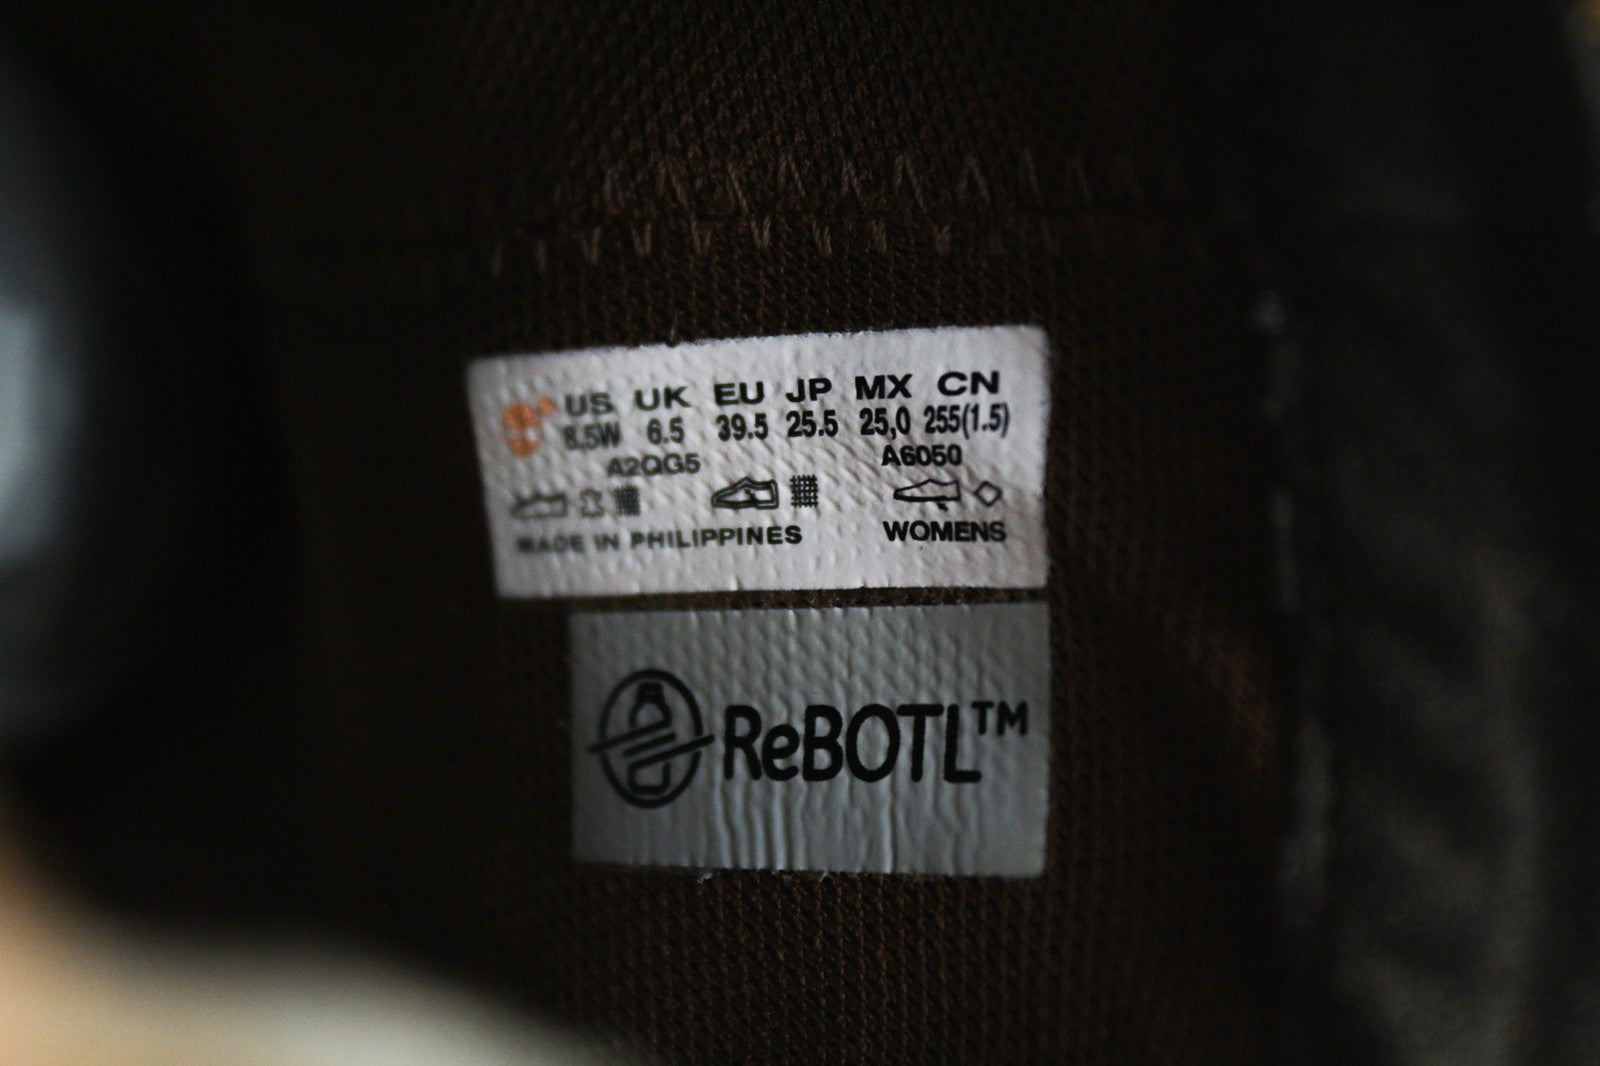 US UK EU JP MX CN
8.5W 6.5 39.5 25.5 25,0 255(1.5)
A2QG5 A6050
MADE IN PHILIPPINES WOMENS
ReBOTL™